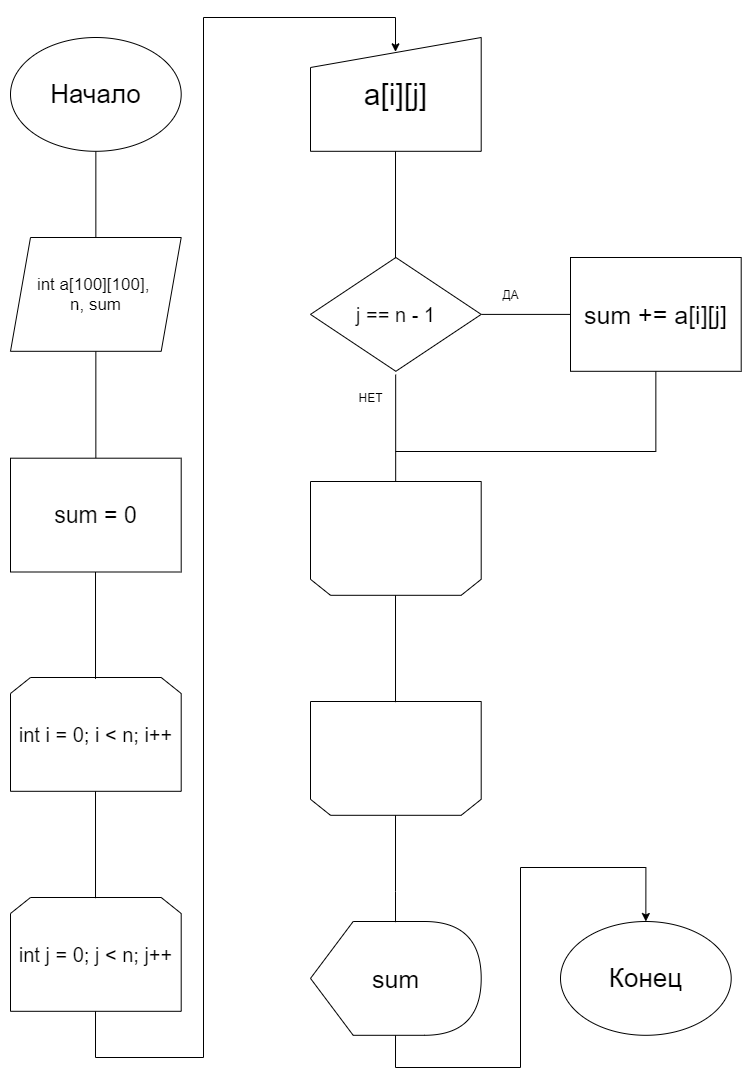 Начало
int a[100][100],
n, sum
sum = 0
int i = 0; i < n; i++
int j = 0; j < n; j++
a[i][j]
j == n - 1
ДА
sum += a[i][j]
НЕТ
sum
Конец